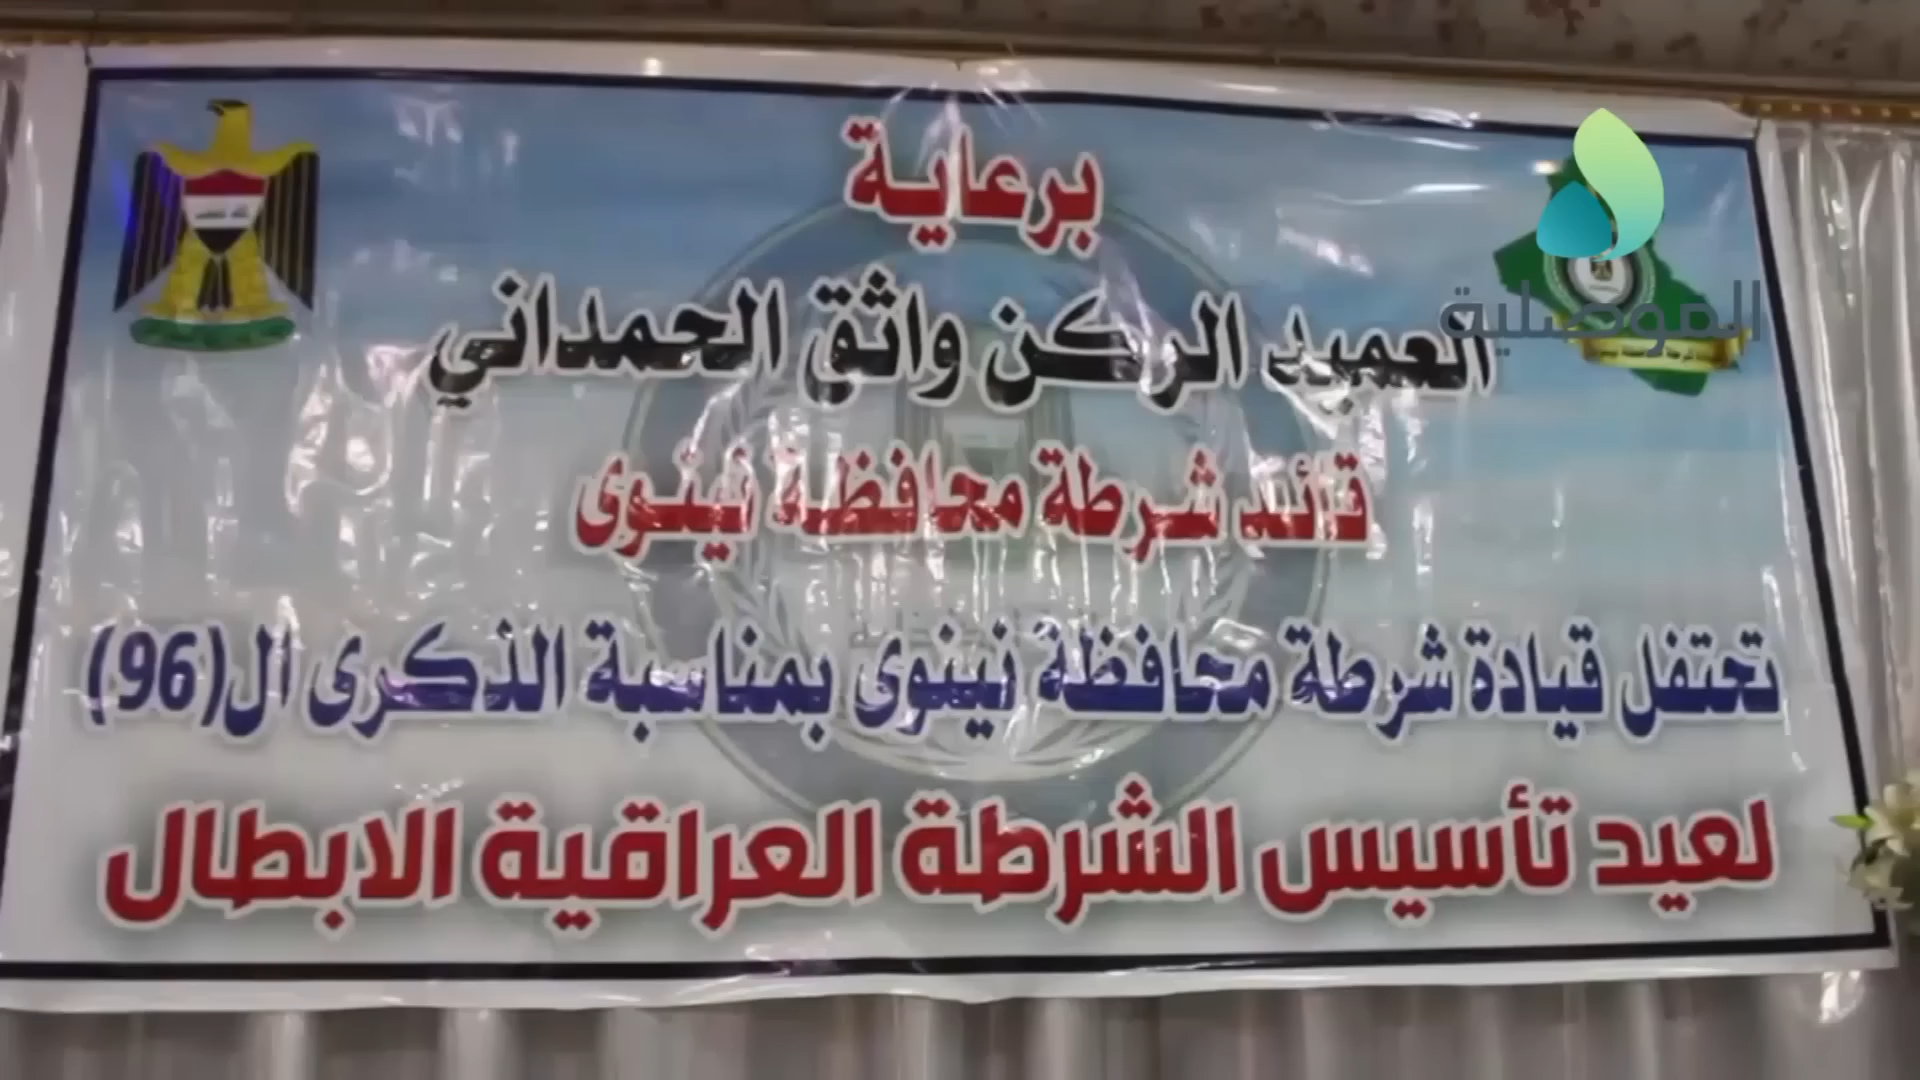 برعاية
الموصلية
العميد الركن واثق الحمداني
قائد شرطة محافظة نينوى
تحتفل قيادة شرطة محافظة نينوى بمناسبة الذكرى ال(96)
لعيد تأسيس الشرطة العراقية الابطال